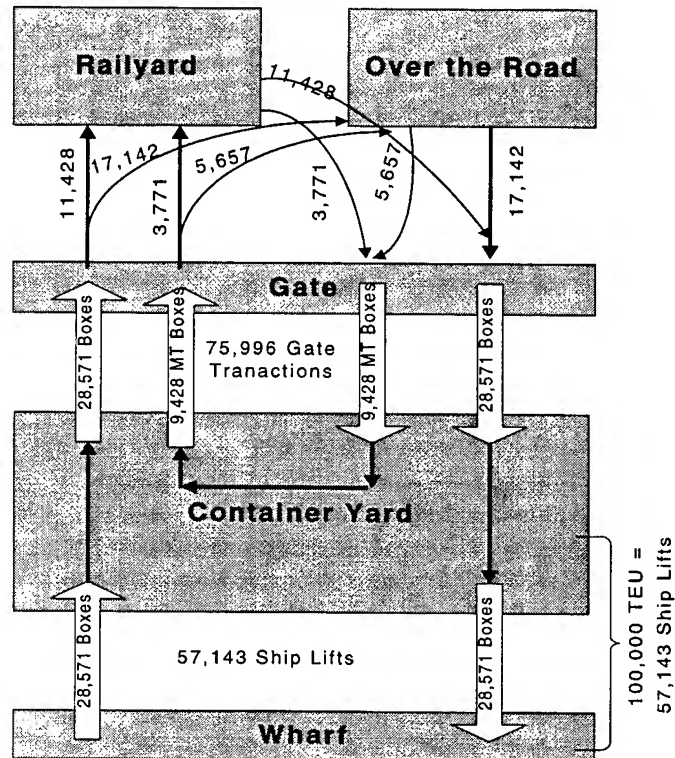 Railyard
Over the Road
11,428
17,142
3,771
5,657
11,428
3,771
5,657
17,142
Gate
28,571 Boxes
9,428 MT Boxes
75,996 Gate
Tranactions
9,428 MT Boxes
28,571 Boxes
Container Yard
28,571 Boxes
57,143 Ship Lifts
28,571 Boxes
Wharf
100,000 TEU =
57,143 Ship Lifts